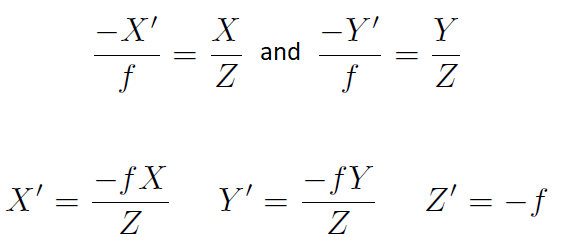 −X′/f = X/Z and −Y′/f = Y/Z
X′ = −fX/Z   Y′ = −fY/Z   Z′ = −f